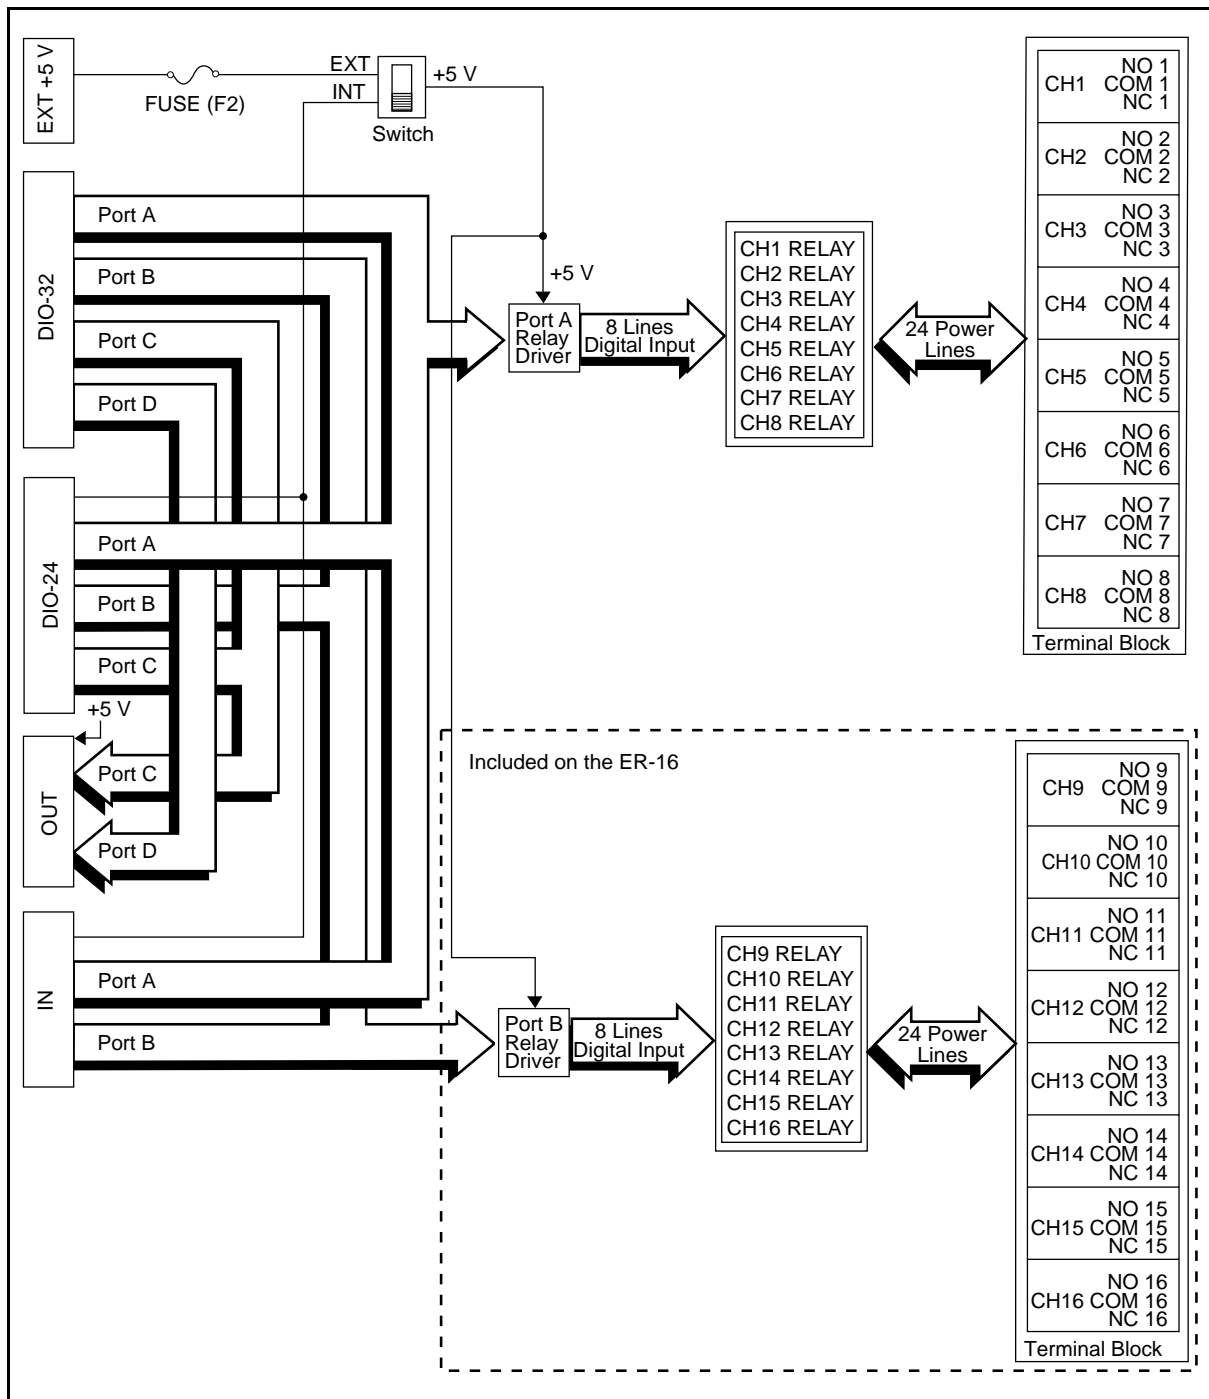 EXT +5 V
FUSE (F2)
EXT
INT
+5 V
Switch
DIO-32
Port A
Port B
Port C
Port D
DIO-24
Port A
Port B
Port C
+5 V
OUT
Port C
Port D
IN
Port A
Port B
+5 V
Port A
Relay
Driver
8 Lines
Digital Input
CH1 RELAY
CH2 RELAY
CH3 RELAY
CH4 RELAY
CH5 RELAY
CH6 RELAY
CH7 RELAY
CH8 RELAY
24 Power
Lines
NO 1
CH1 COM 1
NC 1
NO 2
CH2 COM 2
NC 2
NO 3
CH3 COM 3
NC 3
NO 4
CH4 COM 4
NC 4
NO 5
CH5 COM 5
NC 5
NO 6
CH6 COM 6
NC 6
NO 7
CH7 COM 7
NC 7
NO 8
CH8 COM 8
NC 8
Terminal Block
Included on the ER-16
Port B
Relay
Driver
8 Lines
Digital Input
CH9 RELAY
CH10 RELAY
CH11 RELAY
CH12 RELAY
CH13 RELAY
CH14 RELAY
CH15 RELAY
CH16 RELAY
24 Power
Lines
NO 9
CH9 COM 9
NC 9
NO 10
CH10 COM 10
NC 10
NO 11
CH11 COM 11
NC 11
NO 12
CH12 COM 12
NC 12
NO 13
CH13 COM 13
NC 13
NO 14
CH14 COM 14
NC 14
NO 15
CH15 COM 15
NC 15
NO 16
CH16 COM 16
NC 16
Terminal Block